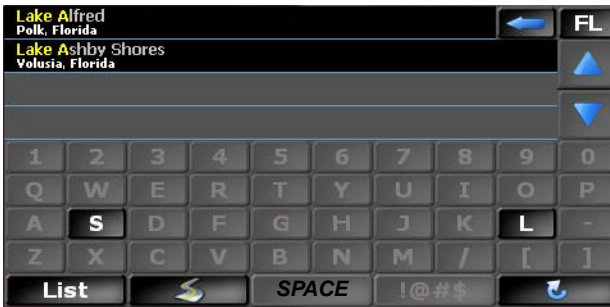 Lake Alfred
Polk, Florida
FL
Lake Ashby Shores
Volusia, Florida
1 2 3 4 5 6 7 8 9 0
Q W E R T Y U I O P
A S D F G H J K L -
Z X C V B N M / [ ]
List SPACE !@#$